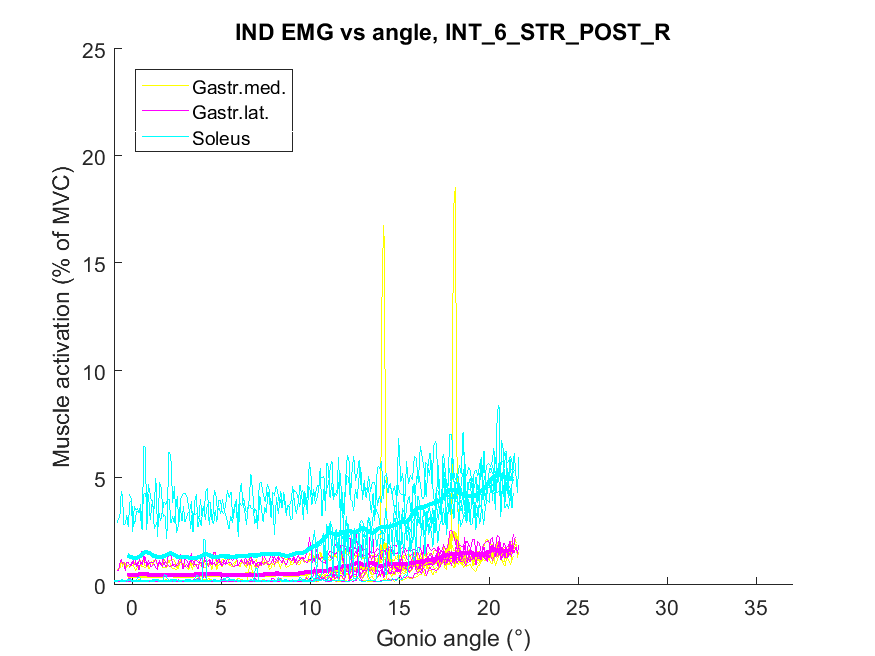 IND EMG vs angle, INT_6_STR_POST_R
25
20
15
10
5
0
Muscle activation (% of MVC)
Gastr.med.
Gastr.lat.
Soleus
0 5 10 15 20 25 30 35
Gonio angle (°)